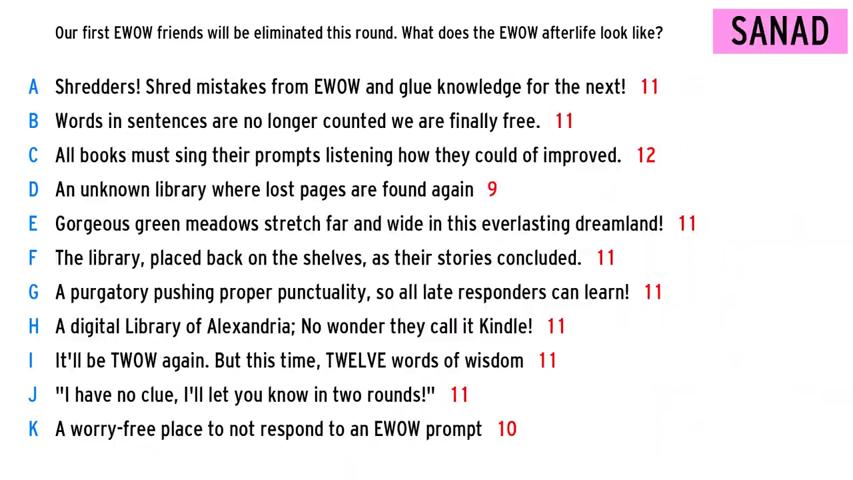 Our first EWOW friends will be eliminated this round. What does the EWOW afterlife look like?
SANAD
A Shredders! Shred mistakes from EWOW and glue knowledge for the next! 11
B Words in sentences are no longer counted we are finally free. 11
C All books must sing their prompts listening how they could of improved. 12
D An unknown library where lost pages are found again 9
E Gorgeous green meadows stretch far and wide in this everlasting dreamland! 11
F The library, placed back on the shelves, as their stories concluded. 11
G A purgatory pushing proper punctuality, so all late responders can learn! 11
H A digital Library of Alexandria; No wonder they call it Kindle! 11
I It'll be TWOW again. But this time, TWELVE words of wisdom 11
J "I have no clue, I'll let you know in two rounds!" 11
K A worry-free place to not respond to an EWOW prompt 10